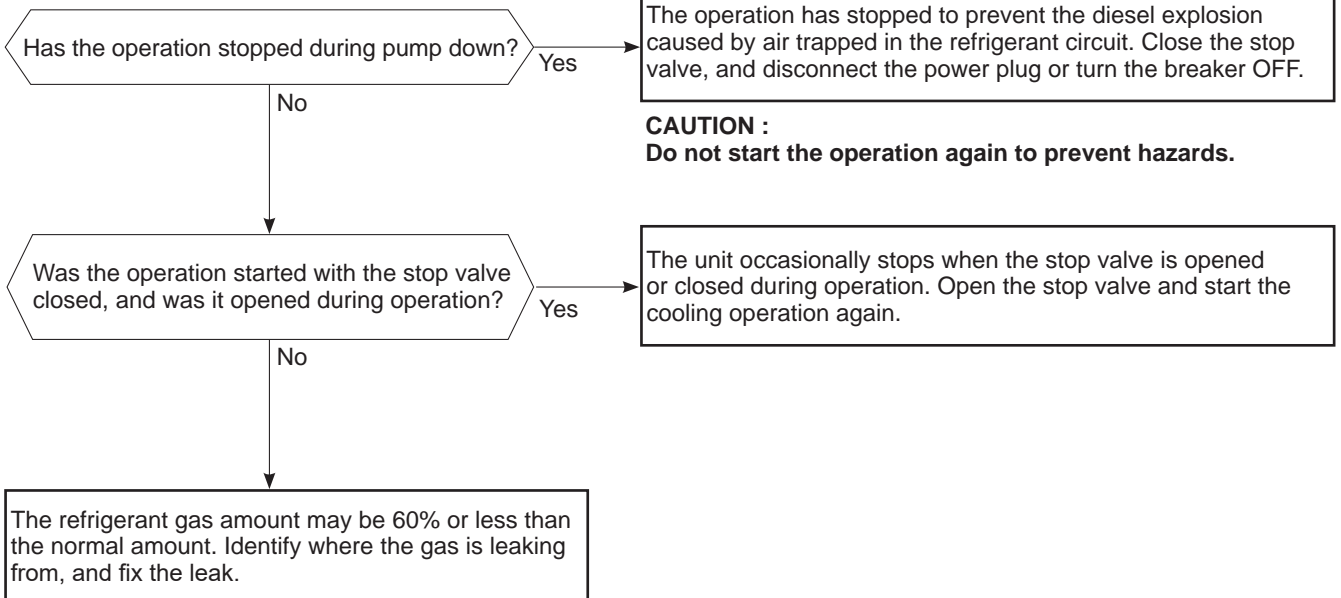 Has the operation stopped during pump down?
Yes
The operation has stopped to prevent the diesel explosion
caused by air trapped in the refrigerant circuit. Close the stop
valve, and disconnect the power plug or turn the breaker OFF.
No
CAUTION :
Do not start the operation again to prevent hazards.
Was the operation started with the stop valve
closed, and was it opened during operation?
Yes
The unit occasionally stops when the stop valve is opened
or closed during operation. Open the stop valve and start the
cooling operation again.
No
The refrigerant gas amount may be 60% or less than
the normal amount. Identify where the gas is leaking
from, and fix the leak.